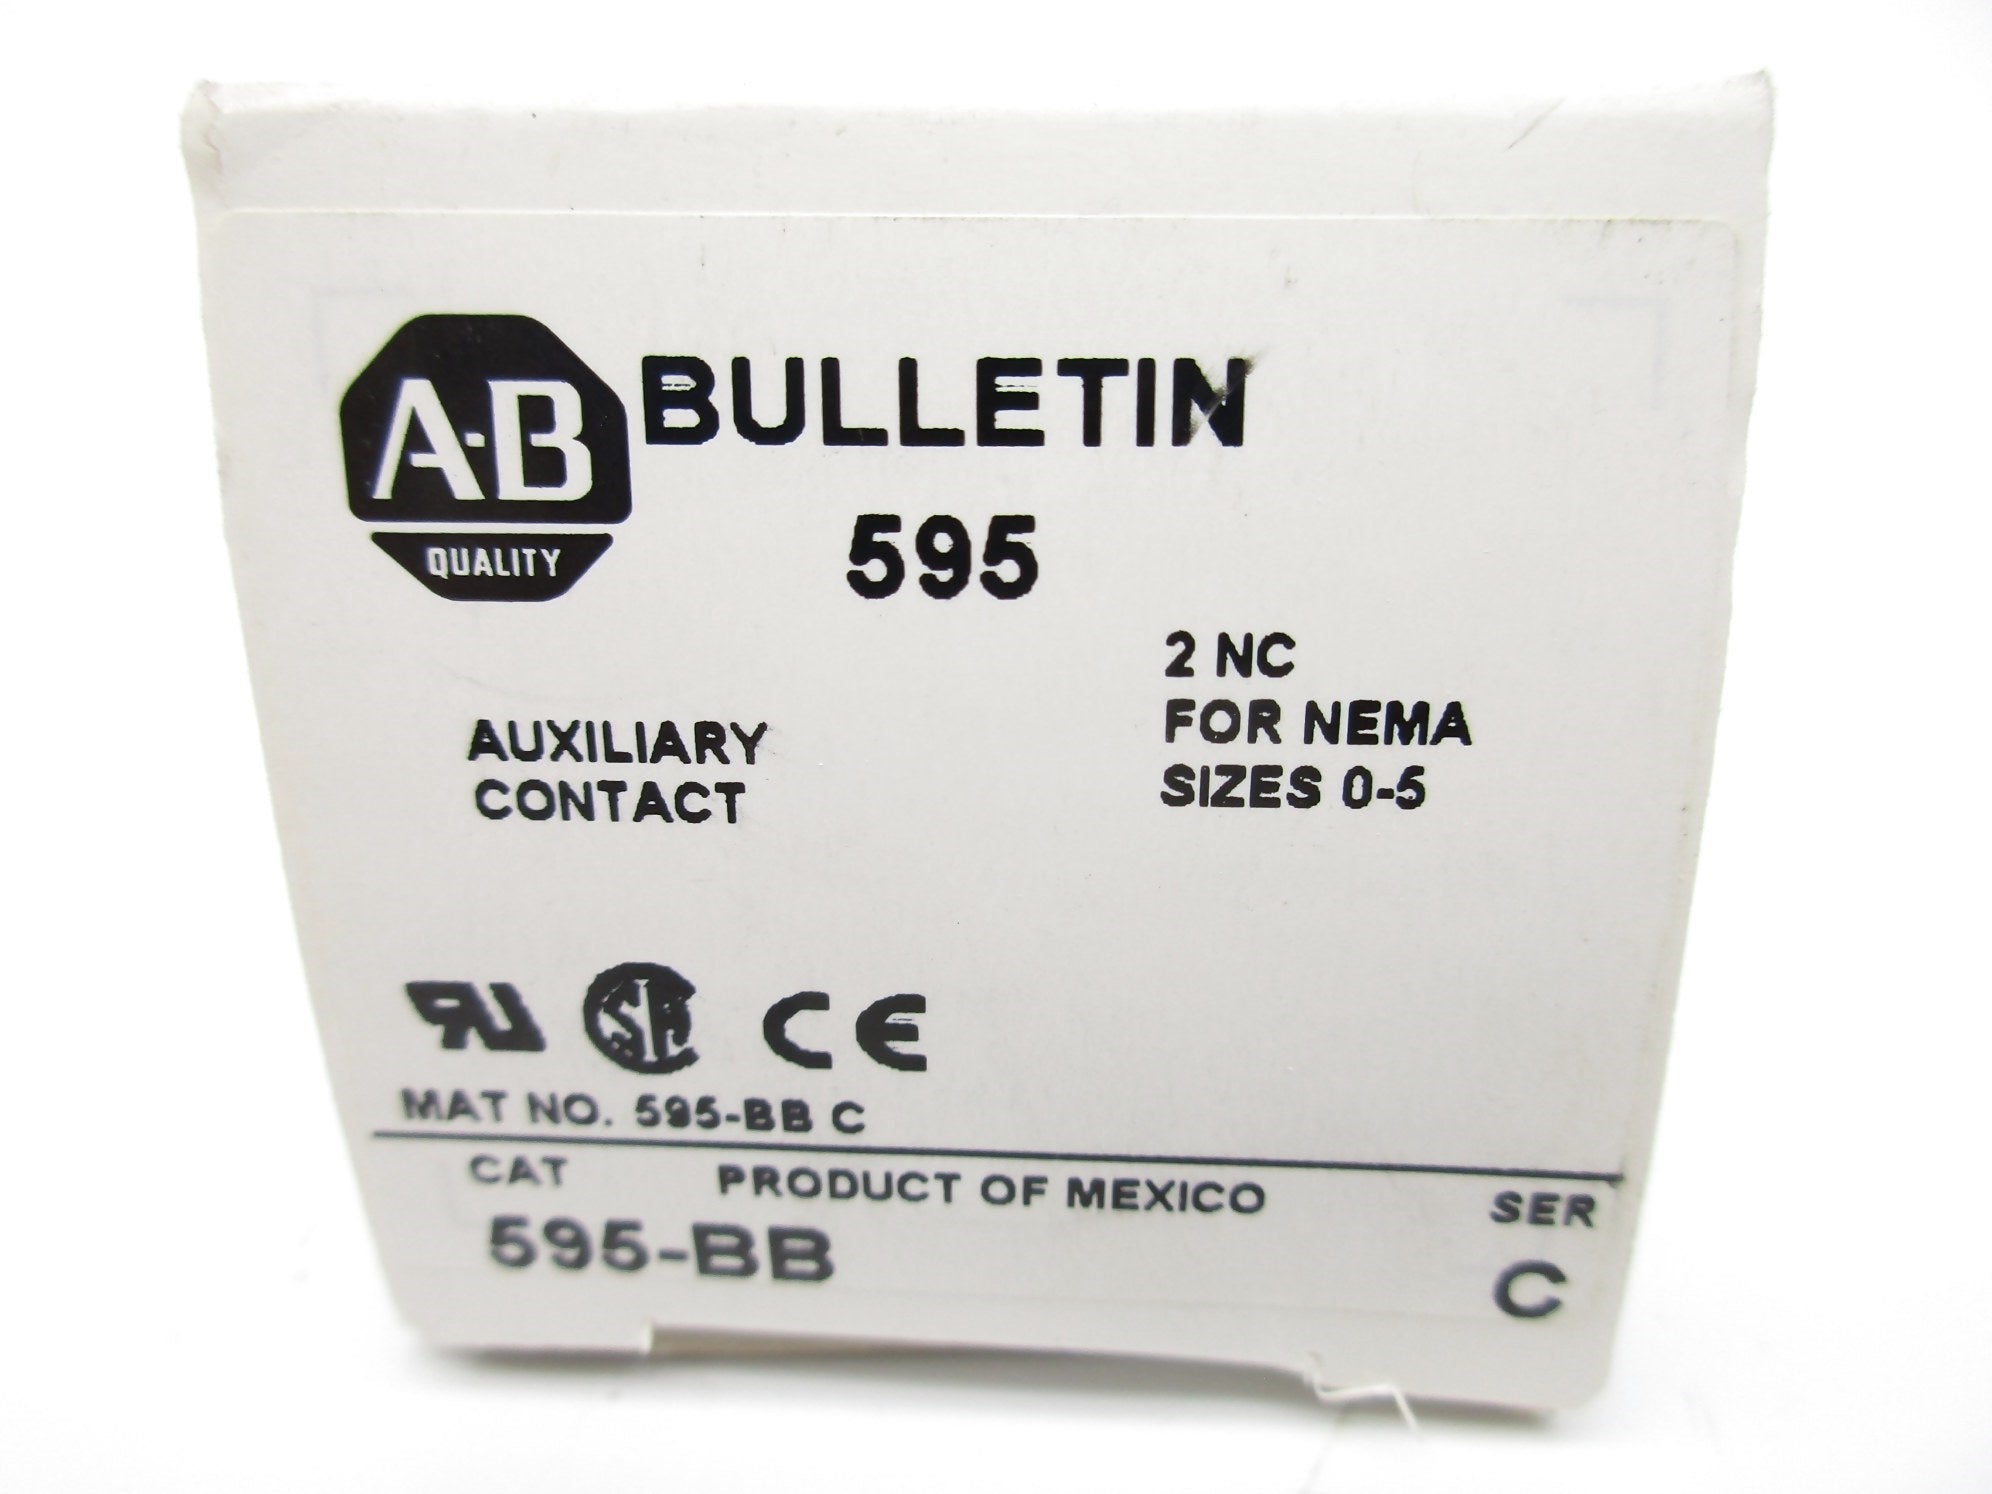 A-B
QUALITY
BULLETIN
595
2 NC
FOR NEMA
SIZES 0-5
AUXILIARY
CONTACT
CE
MAT NO. 595-BB C
CAT PRODUCT OF MEXICO SER
595-BB C